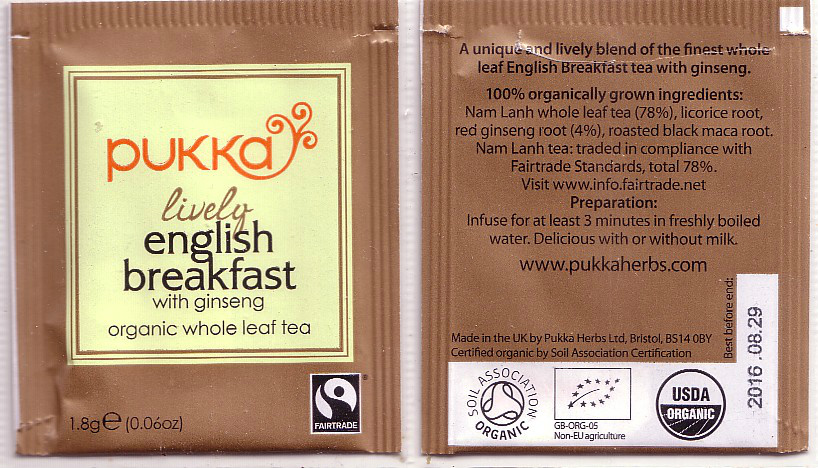 pukka
lively
english
breakfast
with ginseng
organic whole leaf tea
1.8g℮ (0.06oz)
FAIRTRADE
®
A unique and lively blend of the finest whole
leaf English Breakfast tea with ginseng.
100% organically grown ingredients:
Nam Lanh whole leaf tea (78%), licorice root,
red ginseng root (4%), roasted black maca root.
Nam Lanh tea: traded in compliance with
Fairtrade Standards, total 78%.
Visit www.info.fairtrade.net
Preparation:
Infuse for at least 3 minutes in freshly boiled
water. Delicious with or without milk.
www.pukkaherbs.com
Made in the UK by Pukka Herbs Ltd, Bristol, BS14 0BY
Certified organic by Soil Association Certification
Best before end:
2016 .08.29
SOIL ASSOCIATION
ORGANIC
GB-ORG-05
Non-EU agriculture
USDA
ORGANIC